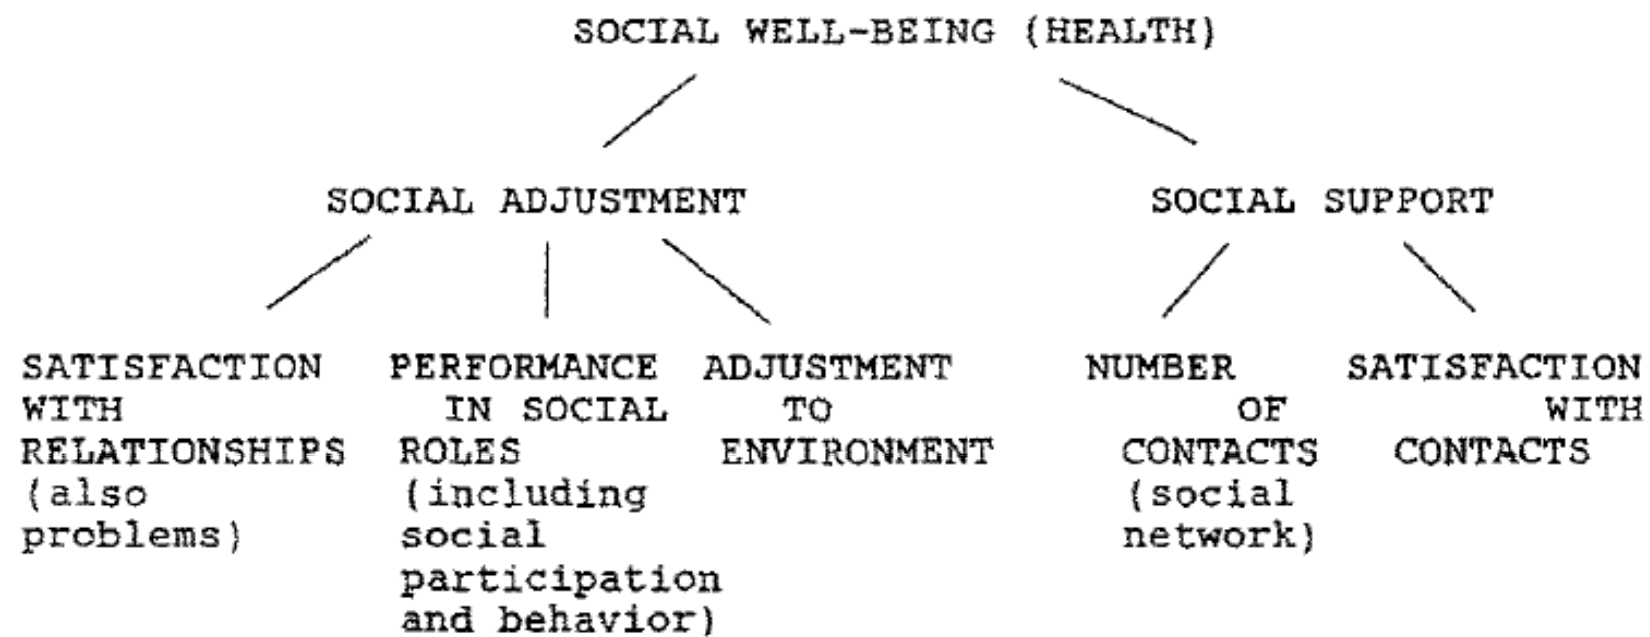 SOCIAL WELL-BEING (HEALTH)
SOCIAL ADJUSTMENT
SOCIAL SUPPORT
SATISFACTION
WITH
RELATIONSHIPS
(also
problems)
PERFORMANCE
IN SOCIAL
ROLES
(including
social
participation
and behavior)
ADJUSTMENT
TO
ENVIRONMENT
NUMBER
OF
CONTACTS
(social
network)
SATISFACTION
WITH
CONTACTS